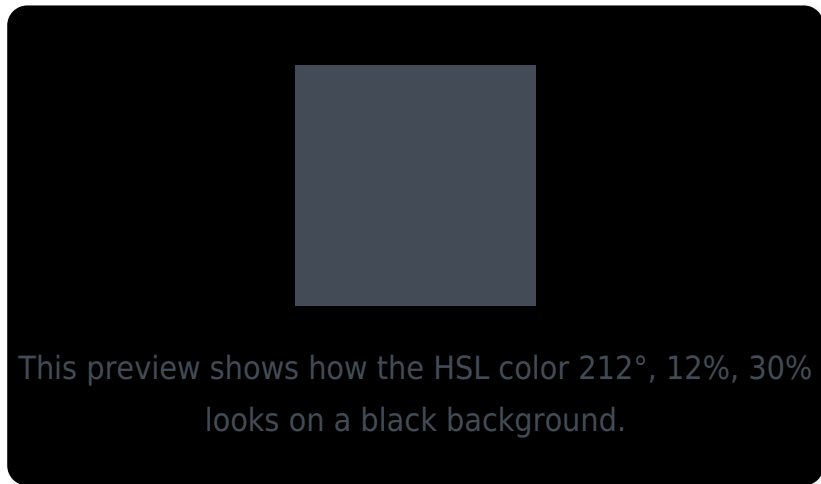 This preview shows how the HSL color 212°, 12%, 30%
looks on a black background.